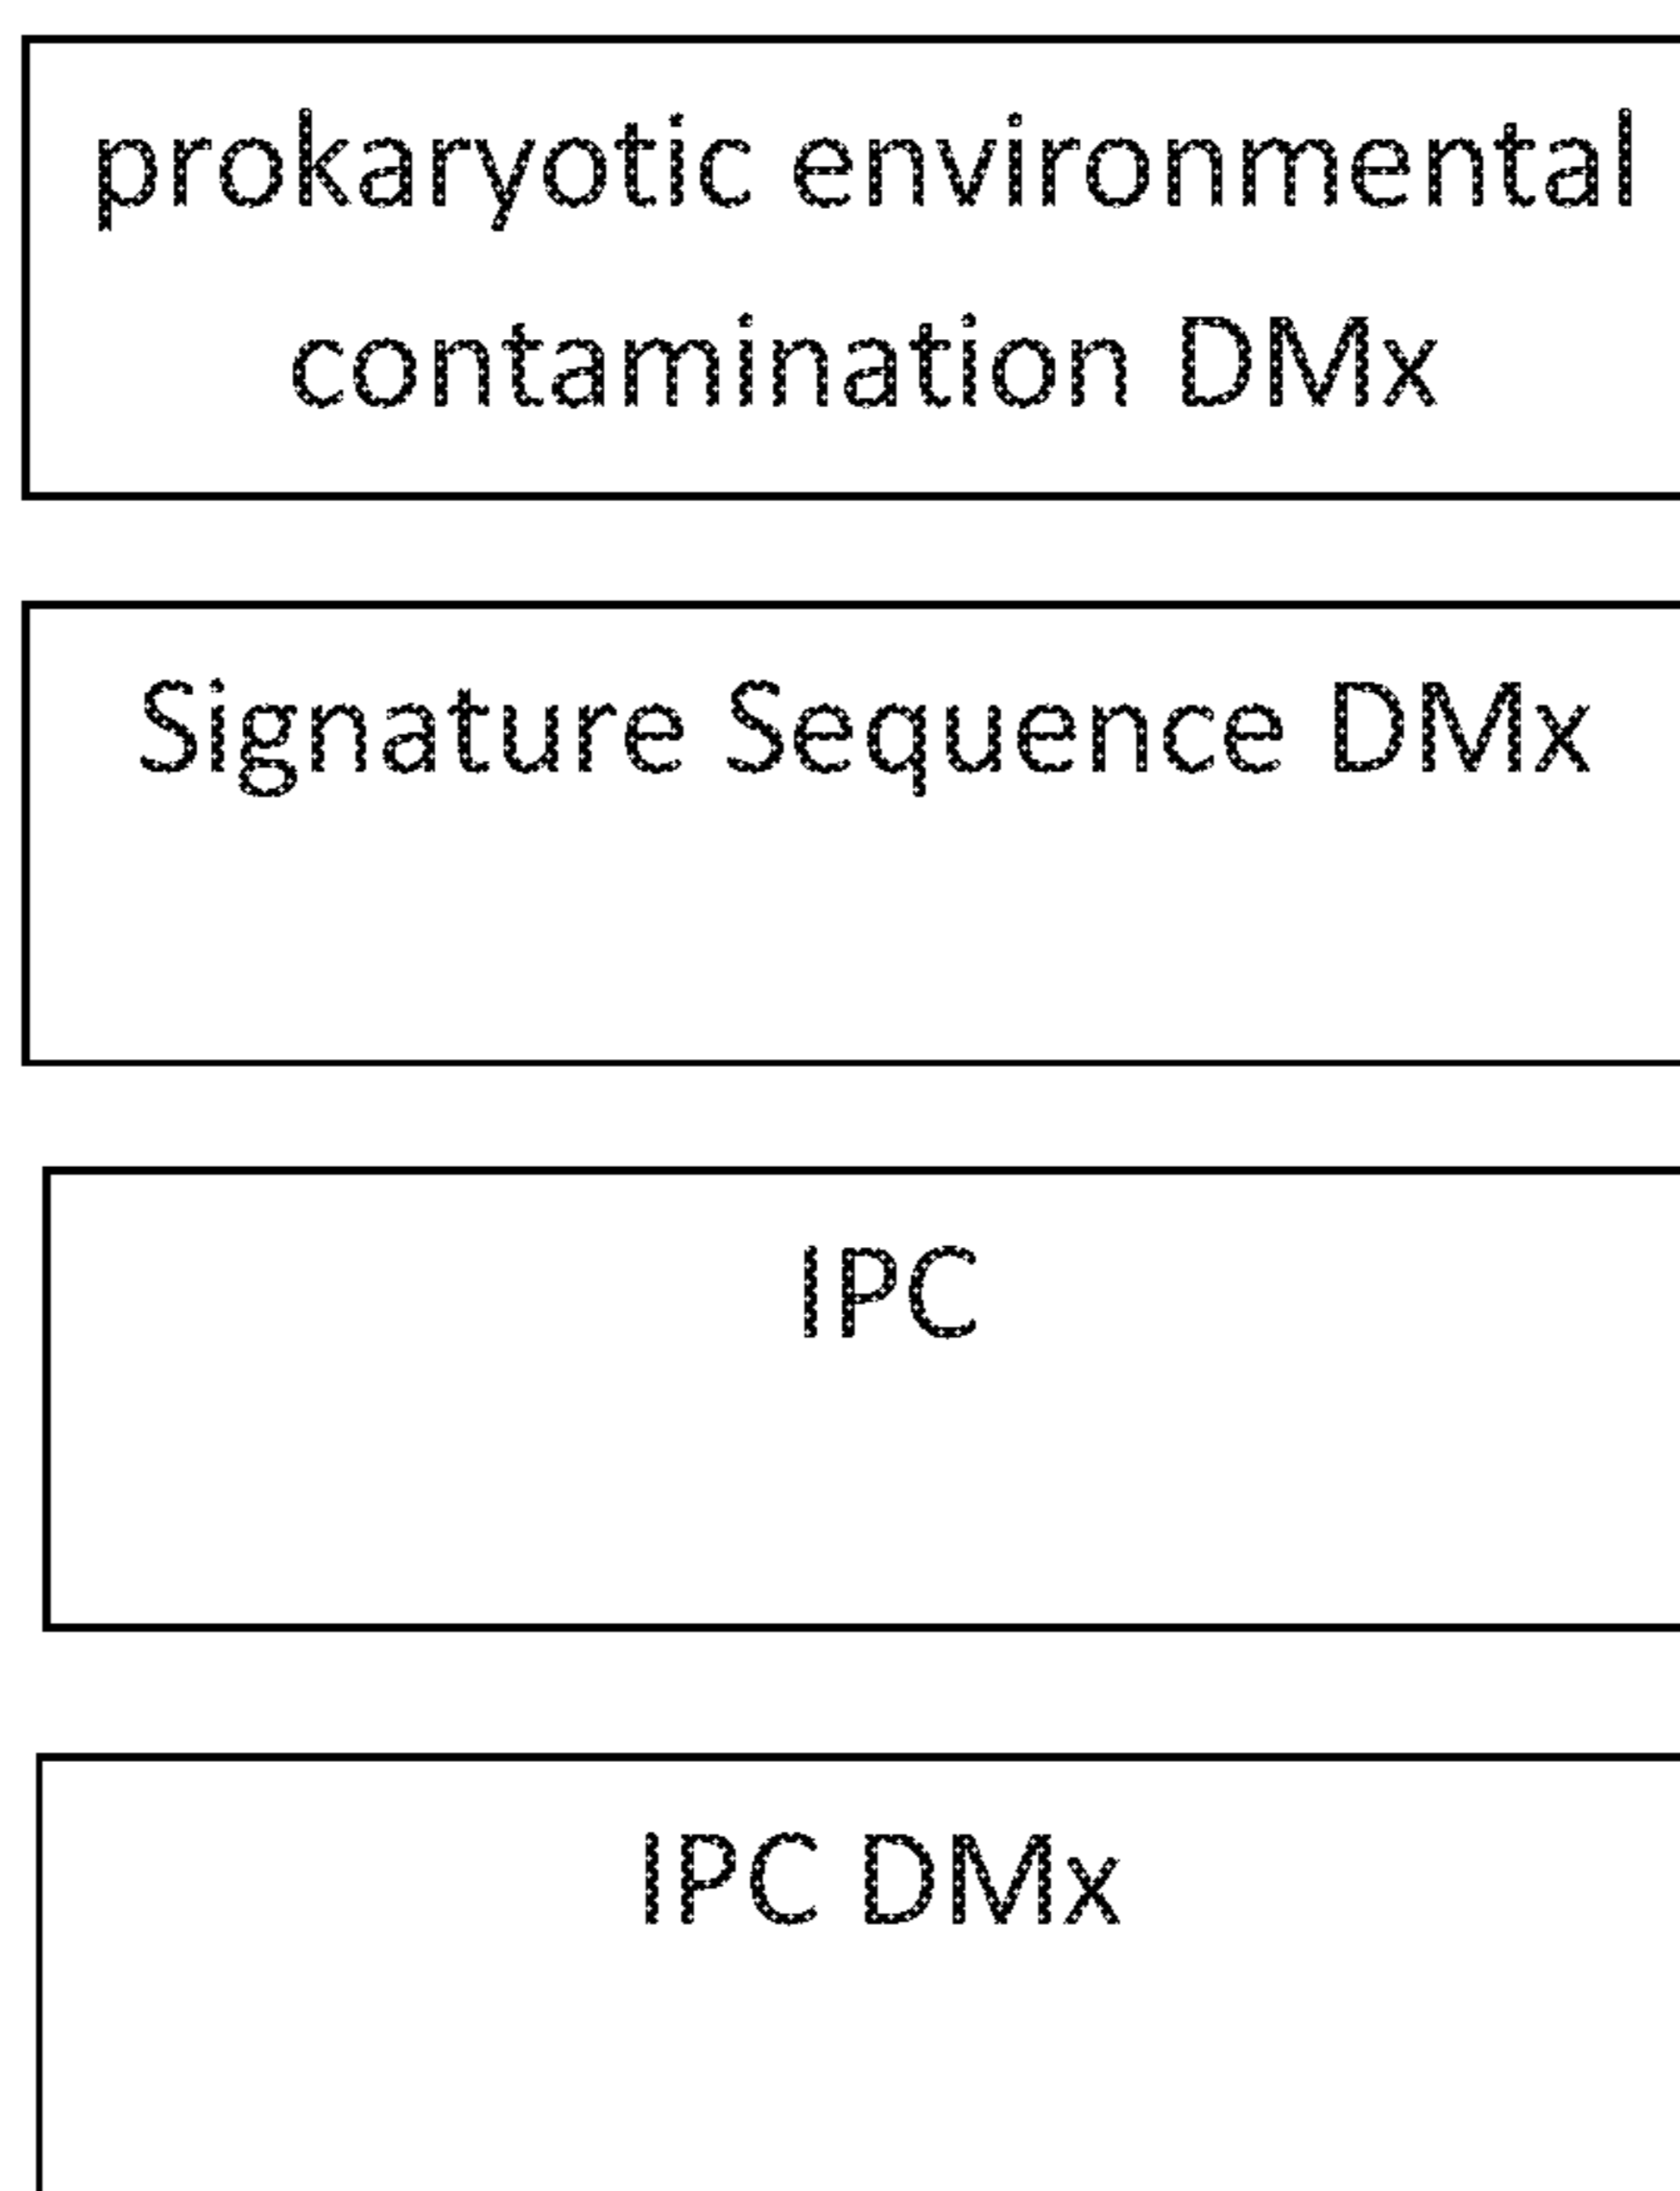 prokaryotic environmental
contamination DMx
Signature Sequence DMx
IPC
IPC DMx